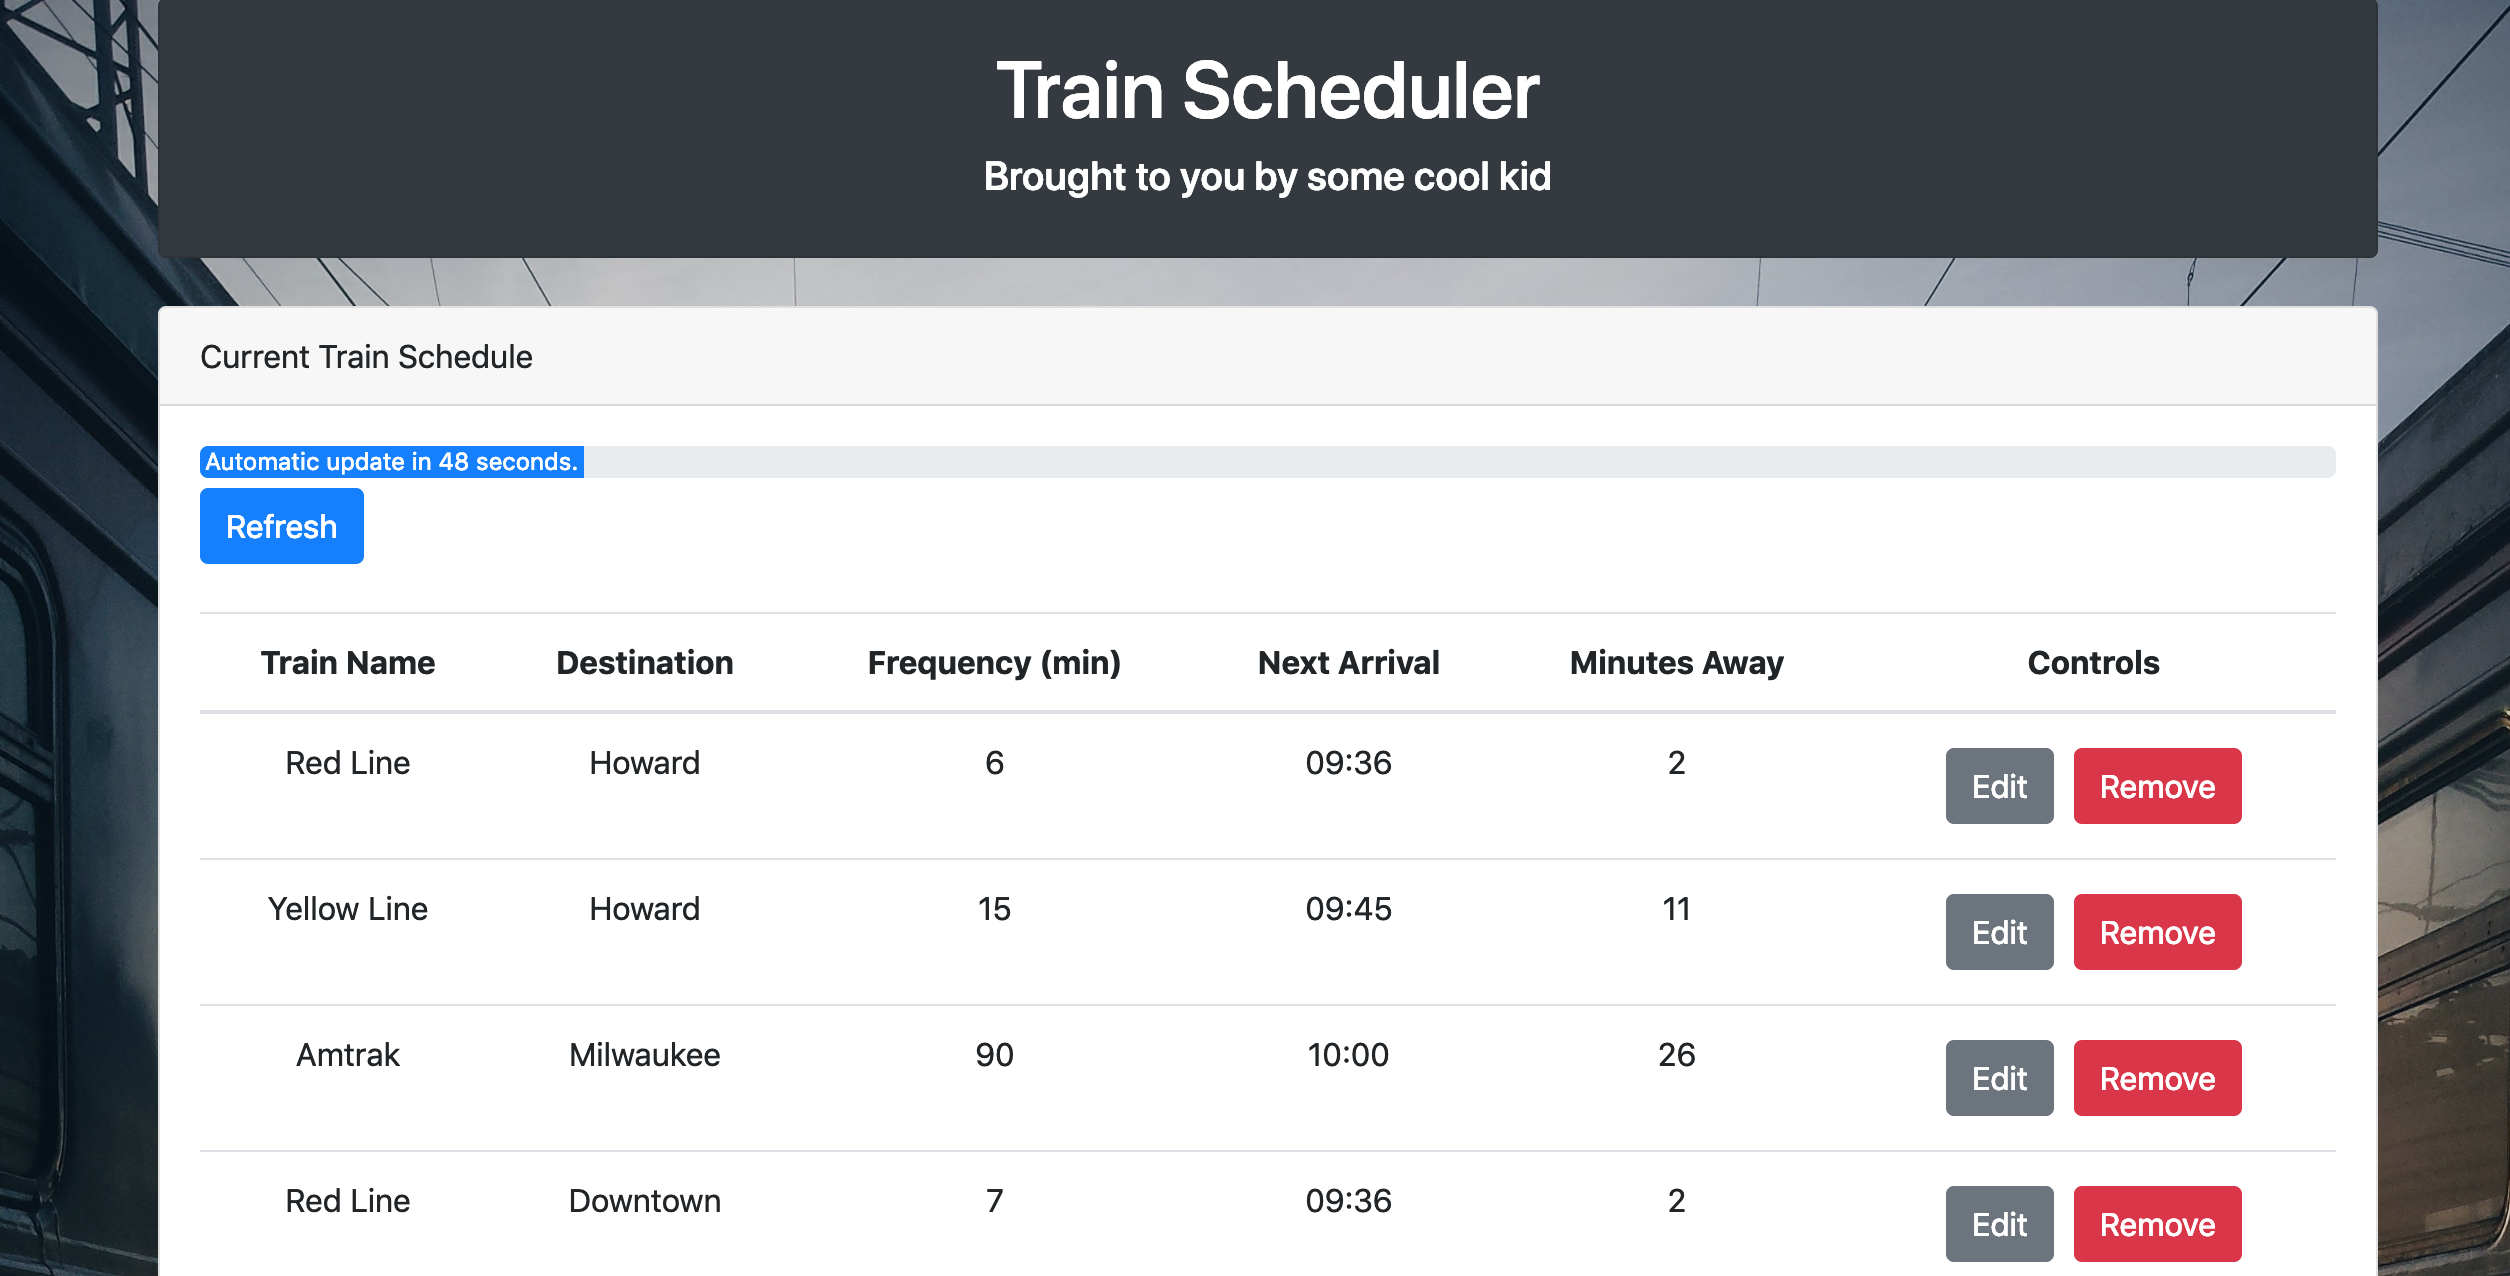 Train Scheduler
Brought to you by some cool kid
Current Train Schedule
Automatic update in 48 seconds.
Refresh
Train Name Destination Frequency (min) Next Arrival Minutes Away Controls
Red Line Howard 6 09:36 2 Edit Remove
Yellow Line Howard 15 09:45 11 Edit Remove
Amtrak Milwaukee 90 10:00 26 Edit Remove
Red Line Downtown 7 09:36 2 Edit Remove